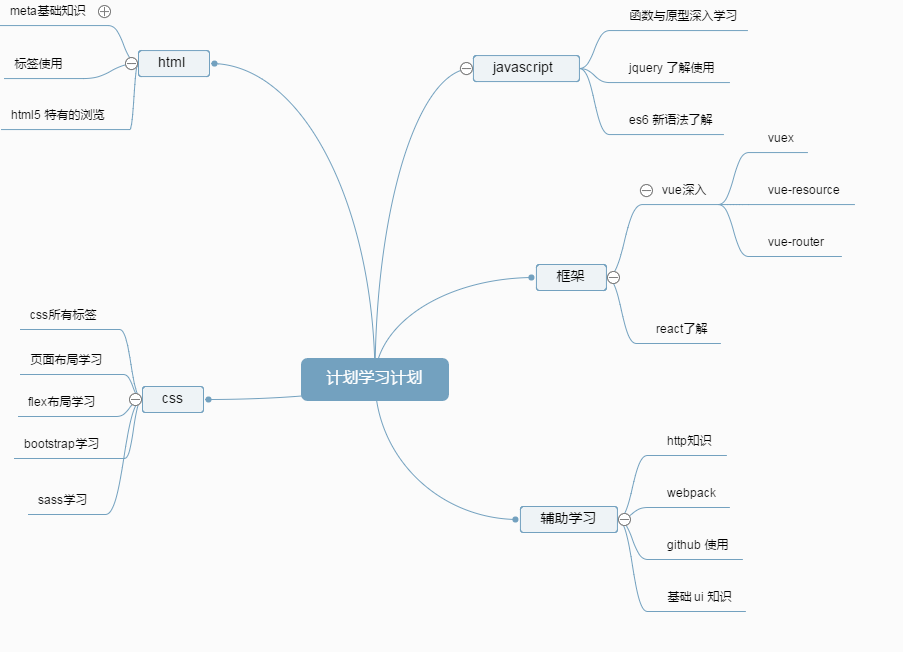 计划学习计划
html
meta基础知识
标签使用
html5 特有的浏览
css
css所有标签
页面布局学习
flex布局学习
bootstrap学习
sass学习
javascript
函数与原型深入学习
jquery 了解使用
es6 新语法了解
框架
vue深入
vuex
vue-resource
vue-router
react了解
辅助学习
http知识
webpack
github 使用
基础 ui 知识